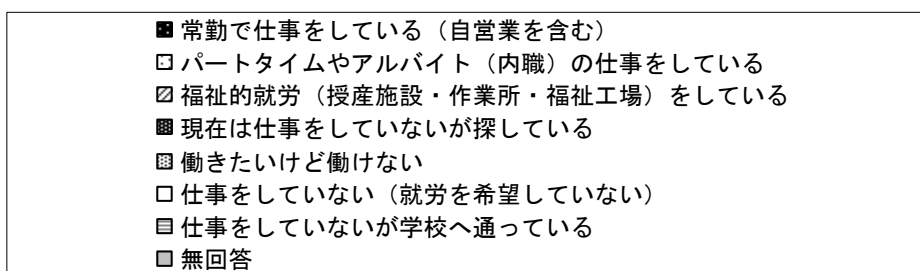 常勤で仕事をしている（自営業を含む）
パートタイムやアルバイト（内職）の仕事をしている
福祉的就労（授産施設・作業所・福祉工場）をしている
現在は仕事をしていないが探している
働きたいけど働けない
仕事をしていない（就労を希望していない）
仕事をしていないが学校へ通っている
無回答